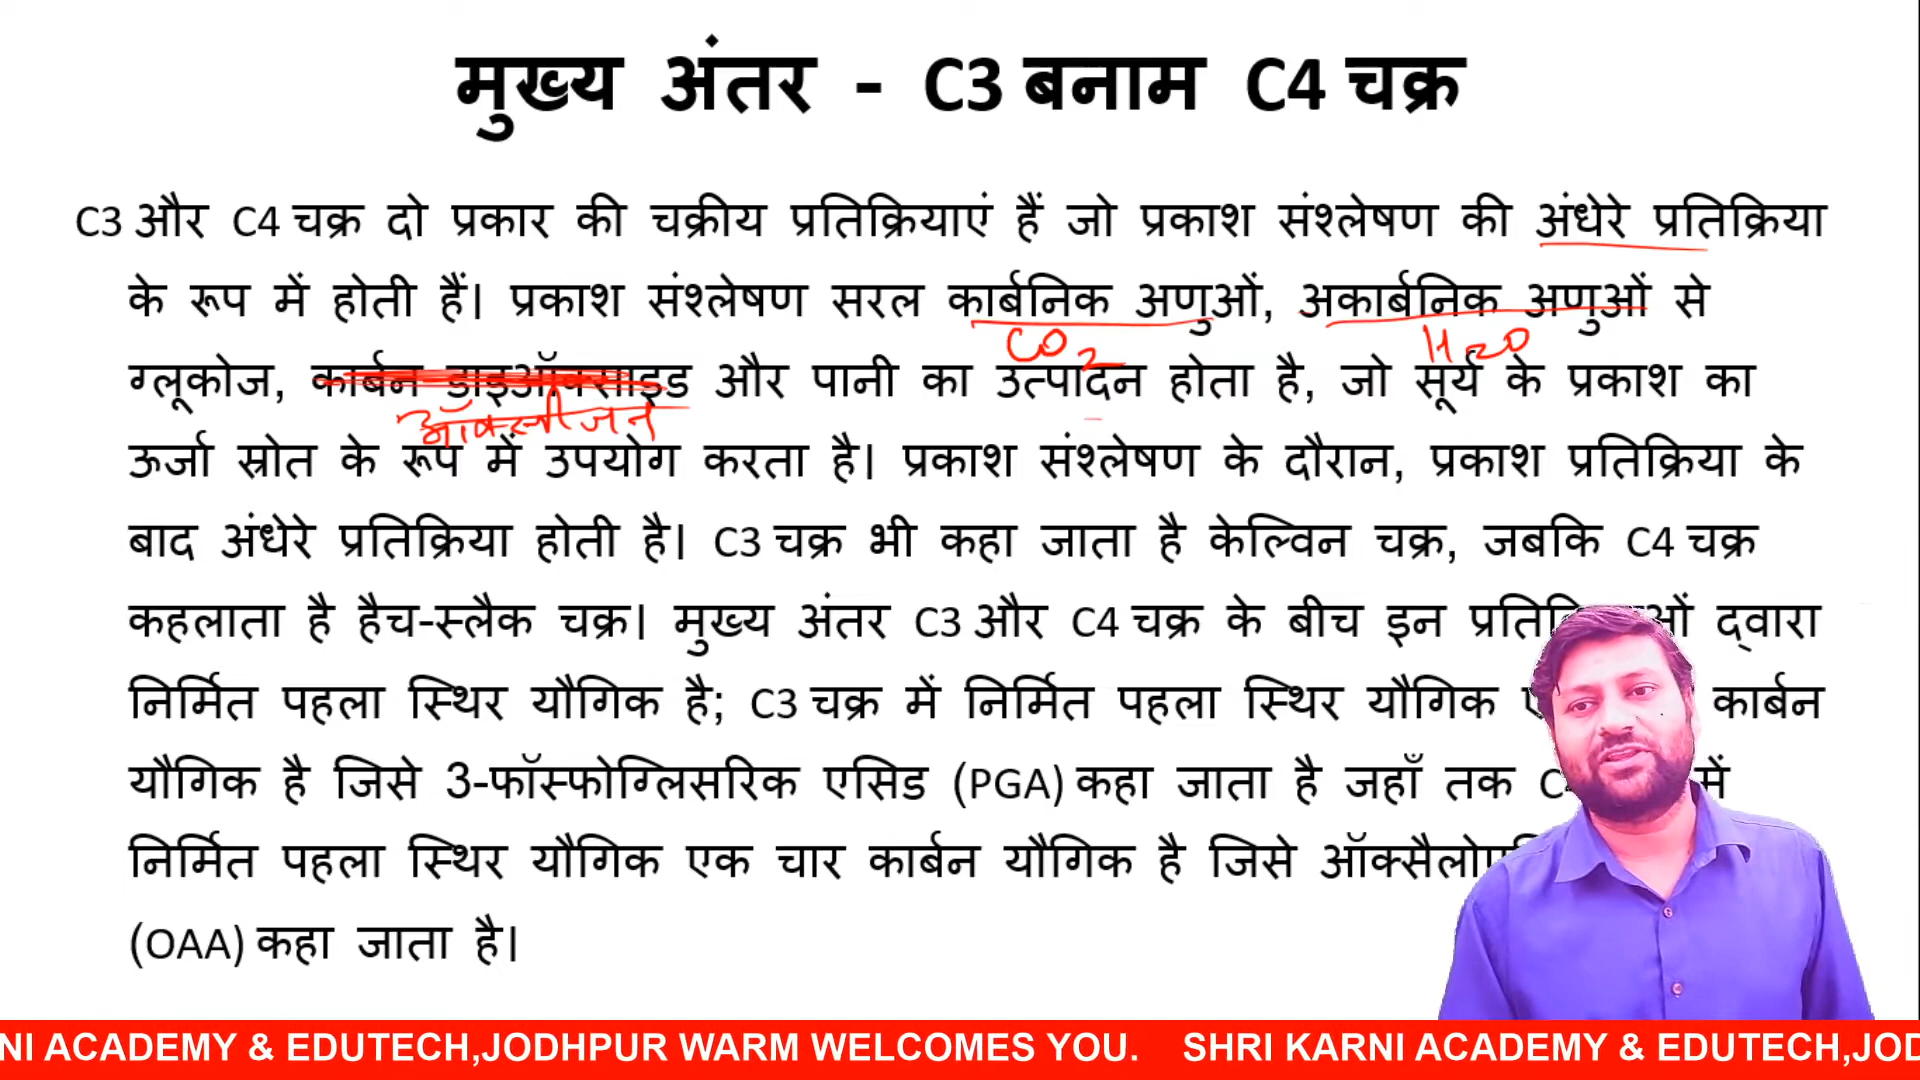 मुख्य अंतर - C3 बनाम C4 चक्र
C3 और C4 चक्र दो प्रकार की चक्रीय प्रतिक्रियाएं हैं जो प्रकाश संश्लेषण की अंधेरे प्रतिक्रिया
के रूप में होती हैं। प्रकाश संश्लेषण सरल कार्बनिक अणुओं, अकार्बनिक अणुओं से
CO2 H2O
ग्लूकोज, कार्बन डाइऑक्साइड और पानी का उत्पादन होता है, जो सूर्य के प्रकाश का
ऑक्सीजन
ऊर्जा स्रोत के रूप में उपयोग करता है। प्रकाश संश्लेषण के दौरान, प्रकाश प्रतिक्रिया के
बाद अंधेरे प्रतिक्रिया होती है। C3 चक्र भी कहा जाता है केल्विन चक्र, जबकि C4 चक्र
कहलाता है हैच-स्लैक चक्र। मुख्य अंतर C3 और C4 चक्र के बीच इन द्वारा
निर्मित पहला स्थिर यौगिक है; C3 चक्र में निर्मित पहला स्थिर यौगिक कार्बन
यौगिक है जिसे 3-फॉस्फोग्लिसरिक एसिड (PGA) कहा जाता है जहाँ तक में
निर्मित पहला स्थिर यौगिक एक चार कार्बन यौगिक है जिसे
(OAA) कहा जाता है।
NI ACADEMY & EDUTECH,JODHPUR WARM WELCOMES YOU. SHRI KARNI ACADEMY & EDUTECH,JOD